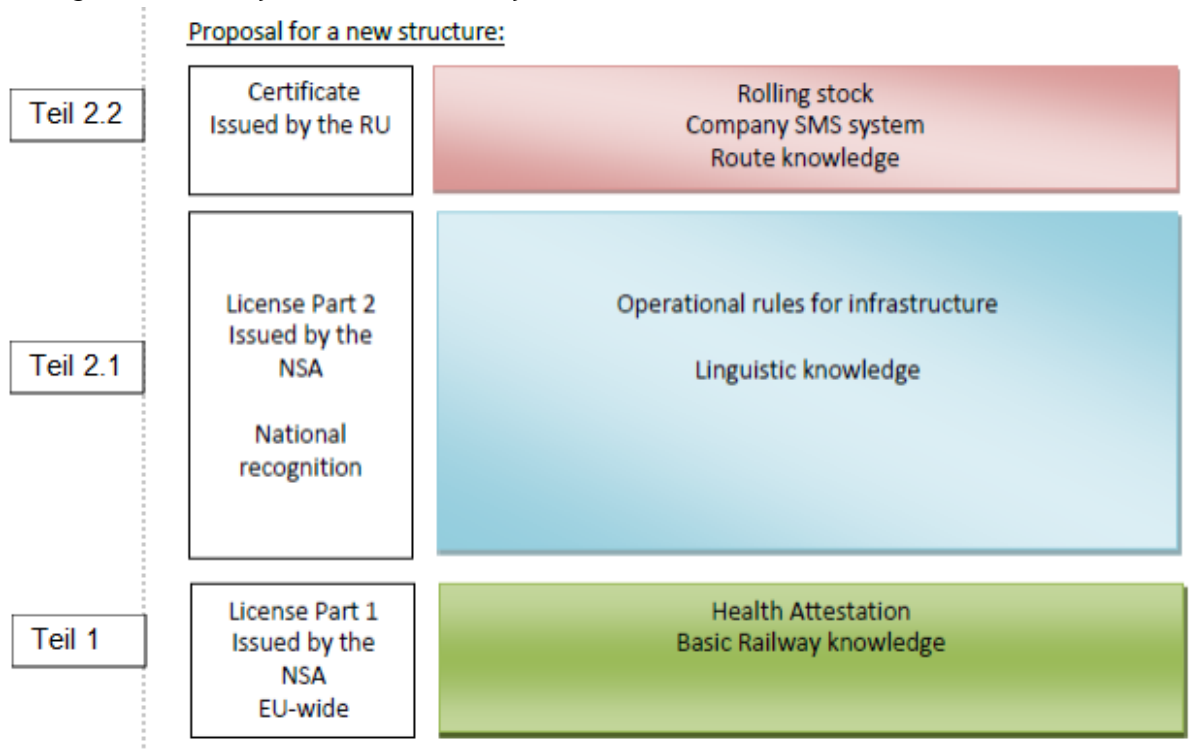 Proposal for a new structure:
Teil 2.2
Certificate
Issued by the RU
Rolling stock
Company SMS system
Route knowledge
Teil 2.1
License Part 2
Issued by the
NSA
National
recognition
Operational rules for infrastructure
Linguistic knowledge
Teil 1
License Part 1
Issued by the
NSA
EU-wide
Health Attestation
Basic Railway knowledge